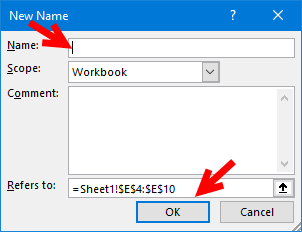 New Name
?
Name:
Scope:
Workbook
Comment:
Refers to:
=Sheet1!$E$4:$E$10
OK
Cancel